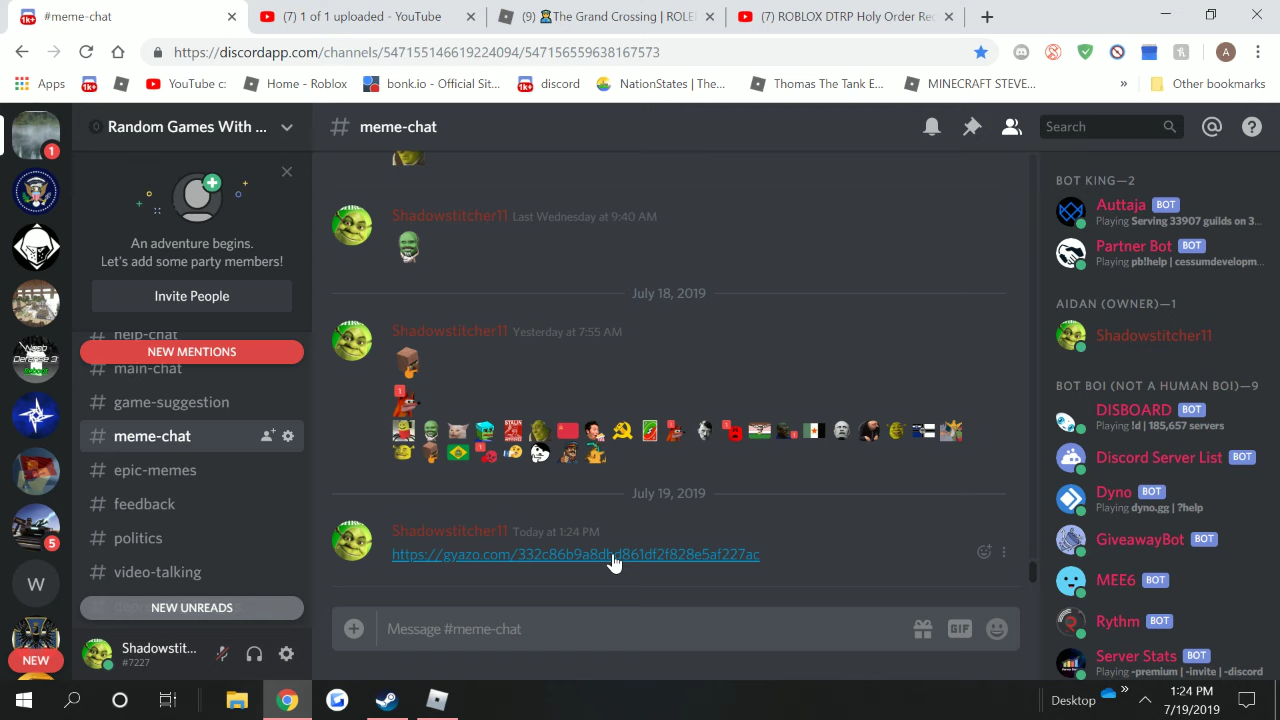 #meme-chat
(7) 1 of 1 uploaded - YouTube
(9) The Grand Crossing | ROLE
(7) ROBLOX DTRP Holy Order Rec
https://discordapp.com/channels/547155146619224094/547156559638167573
A
Apps
YouTube c:
Home - Roblox
bonk.io - Official Sit...
discord
NationStates | The...
Thomas The Tank E...
MINECRAFT STEVE...
»
Other bookmarks
Random Games With ...
# meme-chat
Search
An adventure begins.
Let's add some party members!
Invite People
help-chat
NEW MENTIONS
main-chat
# game-suggestion
# meme-chat
# epic-memes
# feedback
# politics
# video-talking
NEW UNREADS
W
5
1
NEW
Shadowstitc...
#7227
Shadowstitcher11 Last Wednesday at 9:40 AM
July 18, 2019
Shadowstitcher11 Yesterday at 7:55 AM
July 19, 2019
Shadowstitcher11 Today at 1:24 PM
https://gyazo.com/332c86b9a8dbd861df2f828e5af227ac
Message #meme-chat
GIF
BOT KING—2
Auttaja BOT
Playing Serving 33907 guilds on 3...
Partner Bot BOT
Playing pb!help | cessumdevelopm...
AIDAN (OWNER)—1
Shadowstitcher11
BOT BOI (NOT A HUMAN BOI)—9
DISBOARD BOT
Playing !d | 185,657 servers
Discord Server List BOT
Dyno BOT
Playing dyno.gg | ?help
GiveawayBot BOT
MEE6 BOT
Rythm BOT
Server Stats BOT
Playing -premium | -invite | -discord
Desktop
»
1:24 PM
7/19/2019